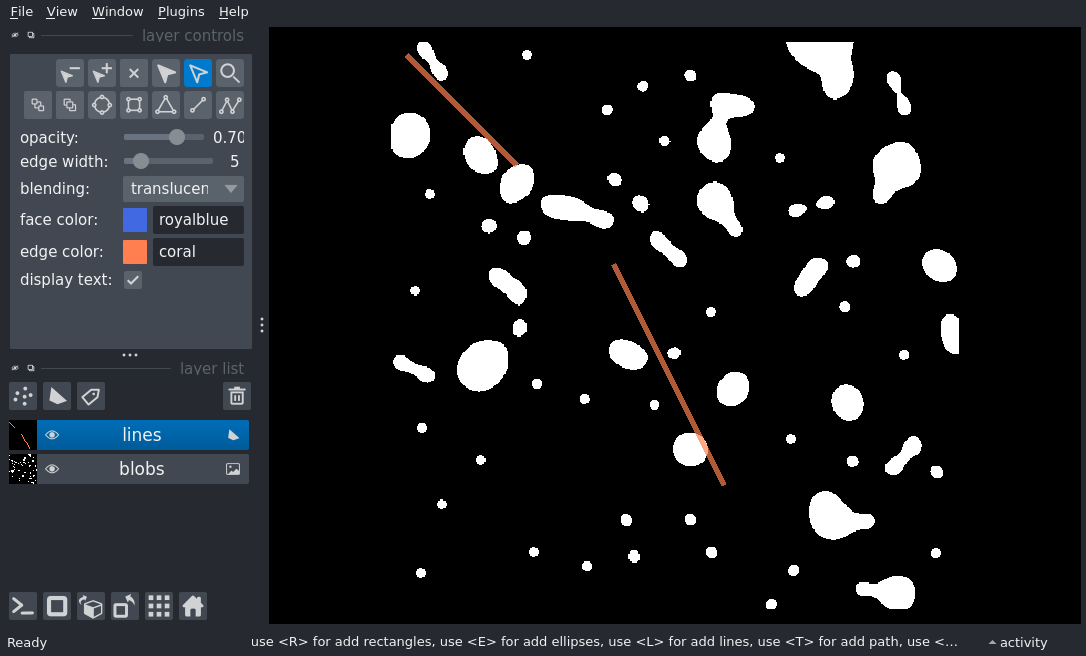 File View Window Plugins Help
layer controls
opacity: 0.70
edge width: 5
blending: translucen
face color: royalblue
edge color: coral
display text:
layer list
lines
blobs
Ready use <R> for add rectangles, use <E> for add ellipses, use <L> for add lines, use <T> for add path, use <... activity